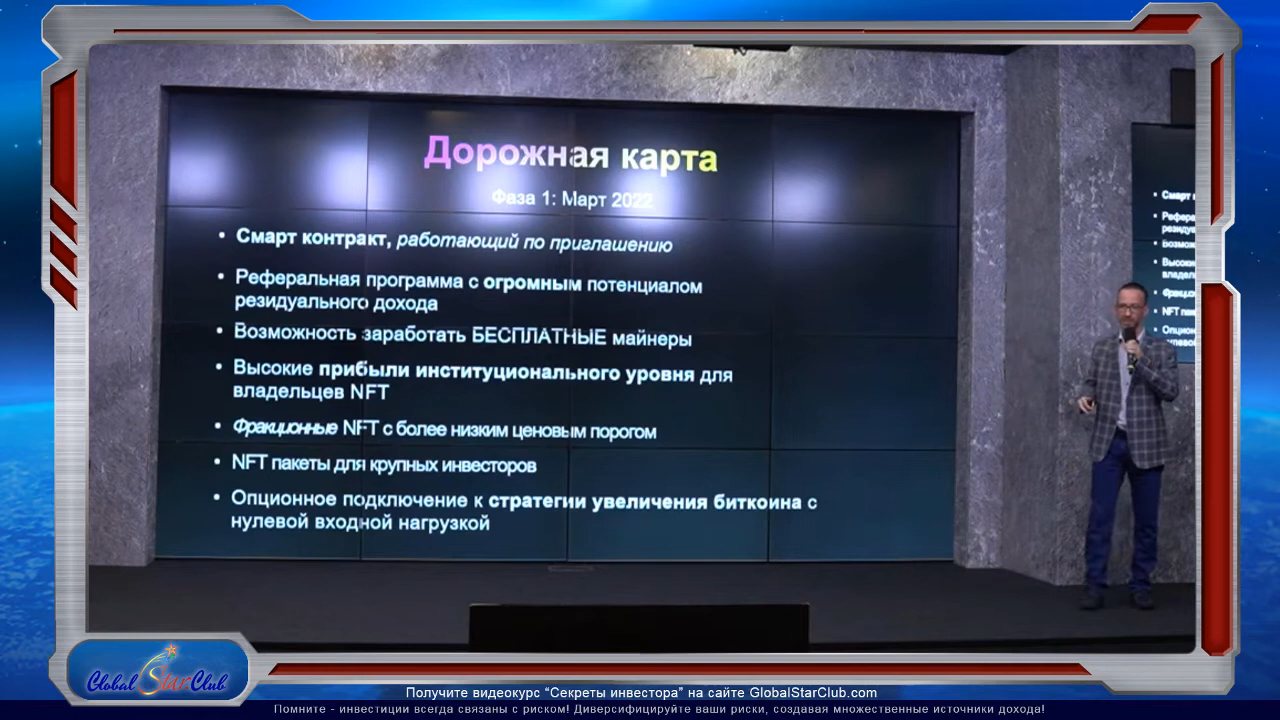 Дорожная карта
Фаза 1: Март 2022
• Смарт контракт, работающий по приглашению
• Реферальная программа с огромным потенциалом
резидуального дохода
• Возможность заработать БЕСПЛАТНЫЕ майнеры
• Высокие прибыли институционального уровня для
владельцев NFT
• Фракционные NFT с более низким ценовым порогом
• NFT пакеты для крупных инвесторов
• Опционное подключение к стратегии увеличения биткоина с
нулевой входной нагрузкой
Global Star Club
Получите видеокурс “Секреты инвестора” на сайте GlobalStarClub.com
Помните - инвестиции всегда связаны с риском! Диверсифицируйте ваши риски, создавая множественные источники дохода!